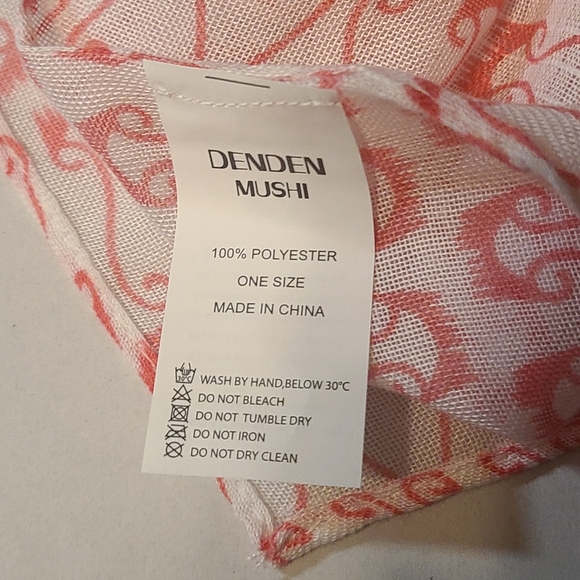 DENDEN
MUSHI
100% POLYESTER
ONE SIZE
MADE IN CHINA
30°C WASH BY HAND,BELOW 30°C
DO NOT BLEACH
DO NOT TUMBLE DRY
DO NOT IRON
DO NOT DRY CLEAN